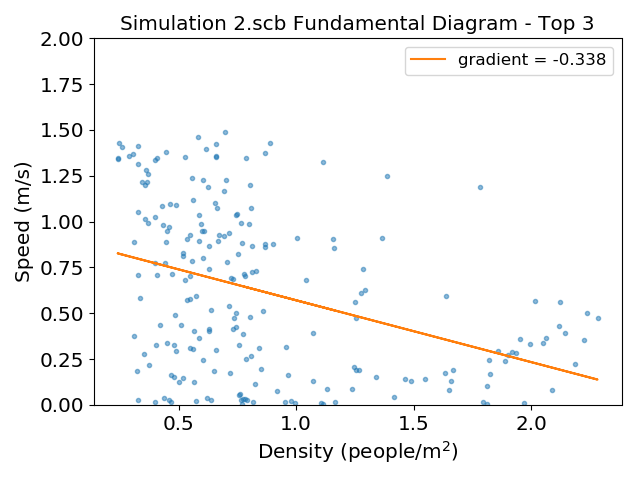 Simulation 2.scb Fundamental Diagram - Top 3
gradient = -0.338
2.00
1.75
1.50
1.25
1.00
0.75
0.50
0.25
0.00
Speed (m/s)
0.5 1.0 1.5 2.0
Density (people/m²)